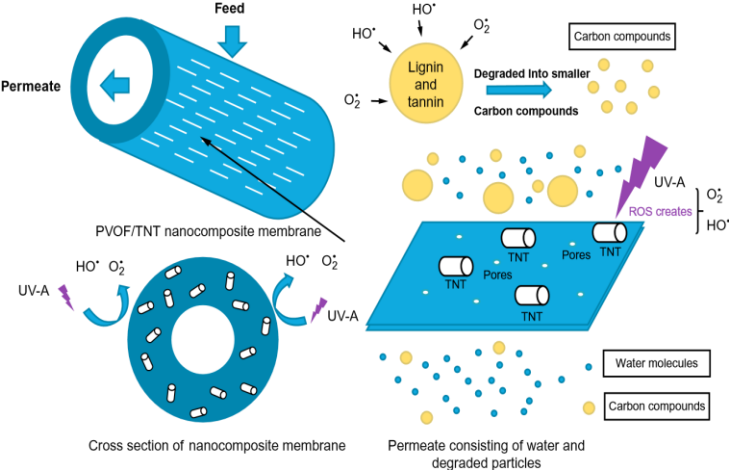 Feed
Permeate
PVOF/TNT nanocomposite membrane
HO•
HO•
O₂•
O₂•
Lignin
and
tannin
Degraded Into smaller
Carbon compounds
Carbon compounds
UV-A
ROS creates
O₂•
HO•
TNT
TNT
TNT
TNT
Pores
Pores
HO• O₂•
UV-A
HO• O₂•
UV-A
Cross section of nanocomposite membrane
Water molecules
Carbon compounds
Permeate consisting of water and
degraded particles